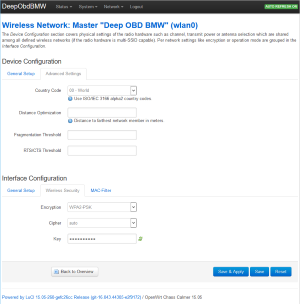 DeepObdBMW Status System Network Logout AUTO REFRESH ON
Wireless Network: Master "Deep OBD BMW" (wlan0)
The Device Configuration section covers physical settings of the radio hardware such as channel, transmit power or antenna selection which are shared
among all defined wireless networks (if the radio hardware is multi-SSID capable). Per network settings like encryption or operation mode are grouped in the
Interface Configuration.
Device Configuration
General Setup Advanced Settings
Country Code 00 - World
Use ISO/IEC 3166 alpha2 country codes.
Distance Optimization
Distance to farthest network member in meters.
Fragmentation Threshold
RTS/CTS Threshold
Interface Configuration
General Setup Wireless Security MAC-Filter
Encryption WPA2-PSK
Cipher auto
Key
Back to Overview Save & Apply Save Reset
Powered by LuCI / OpenWrt Chaos Calmer